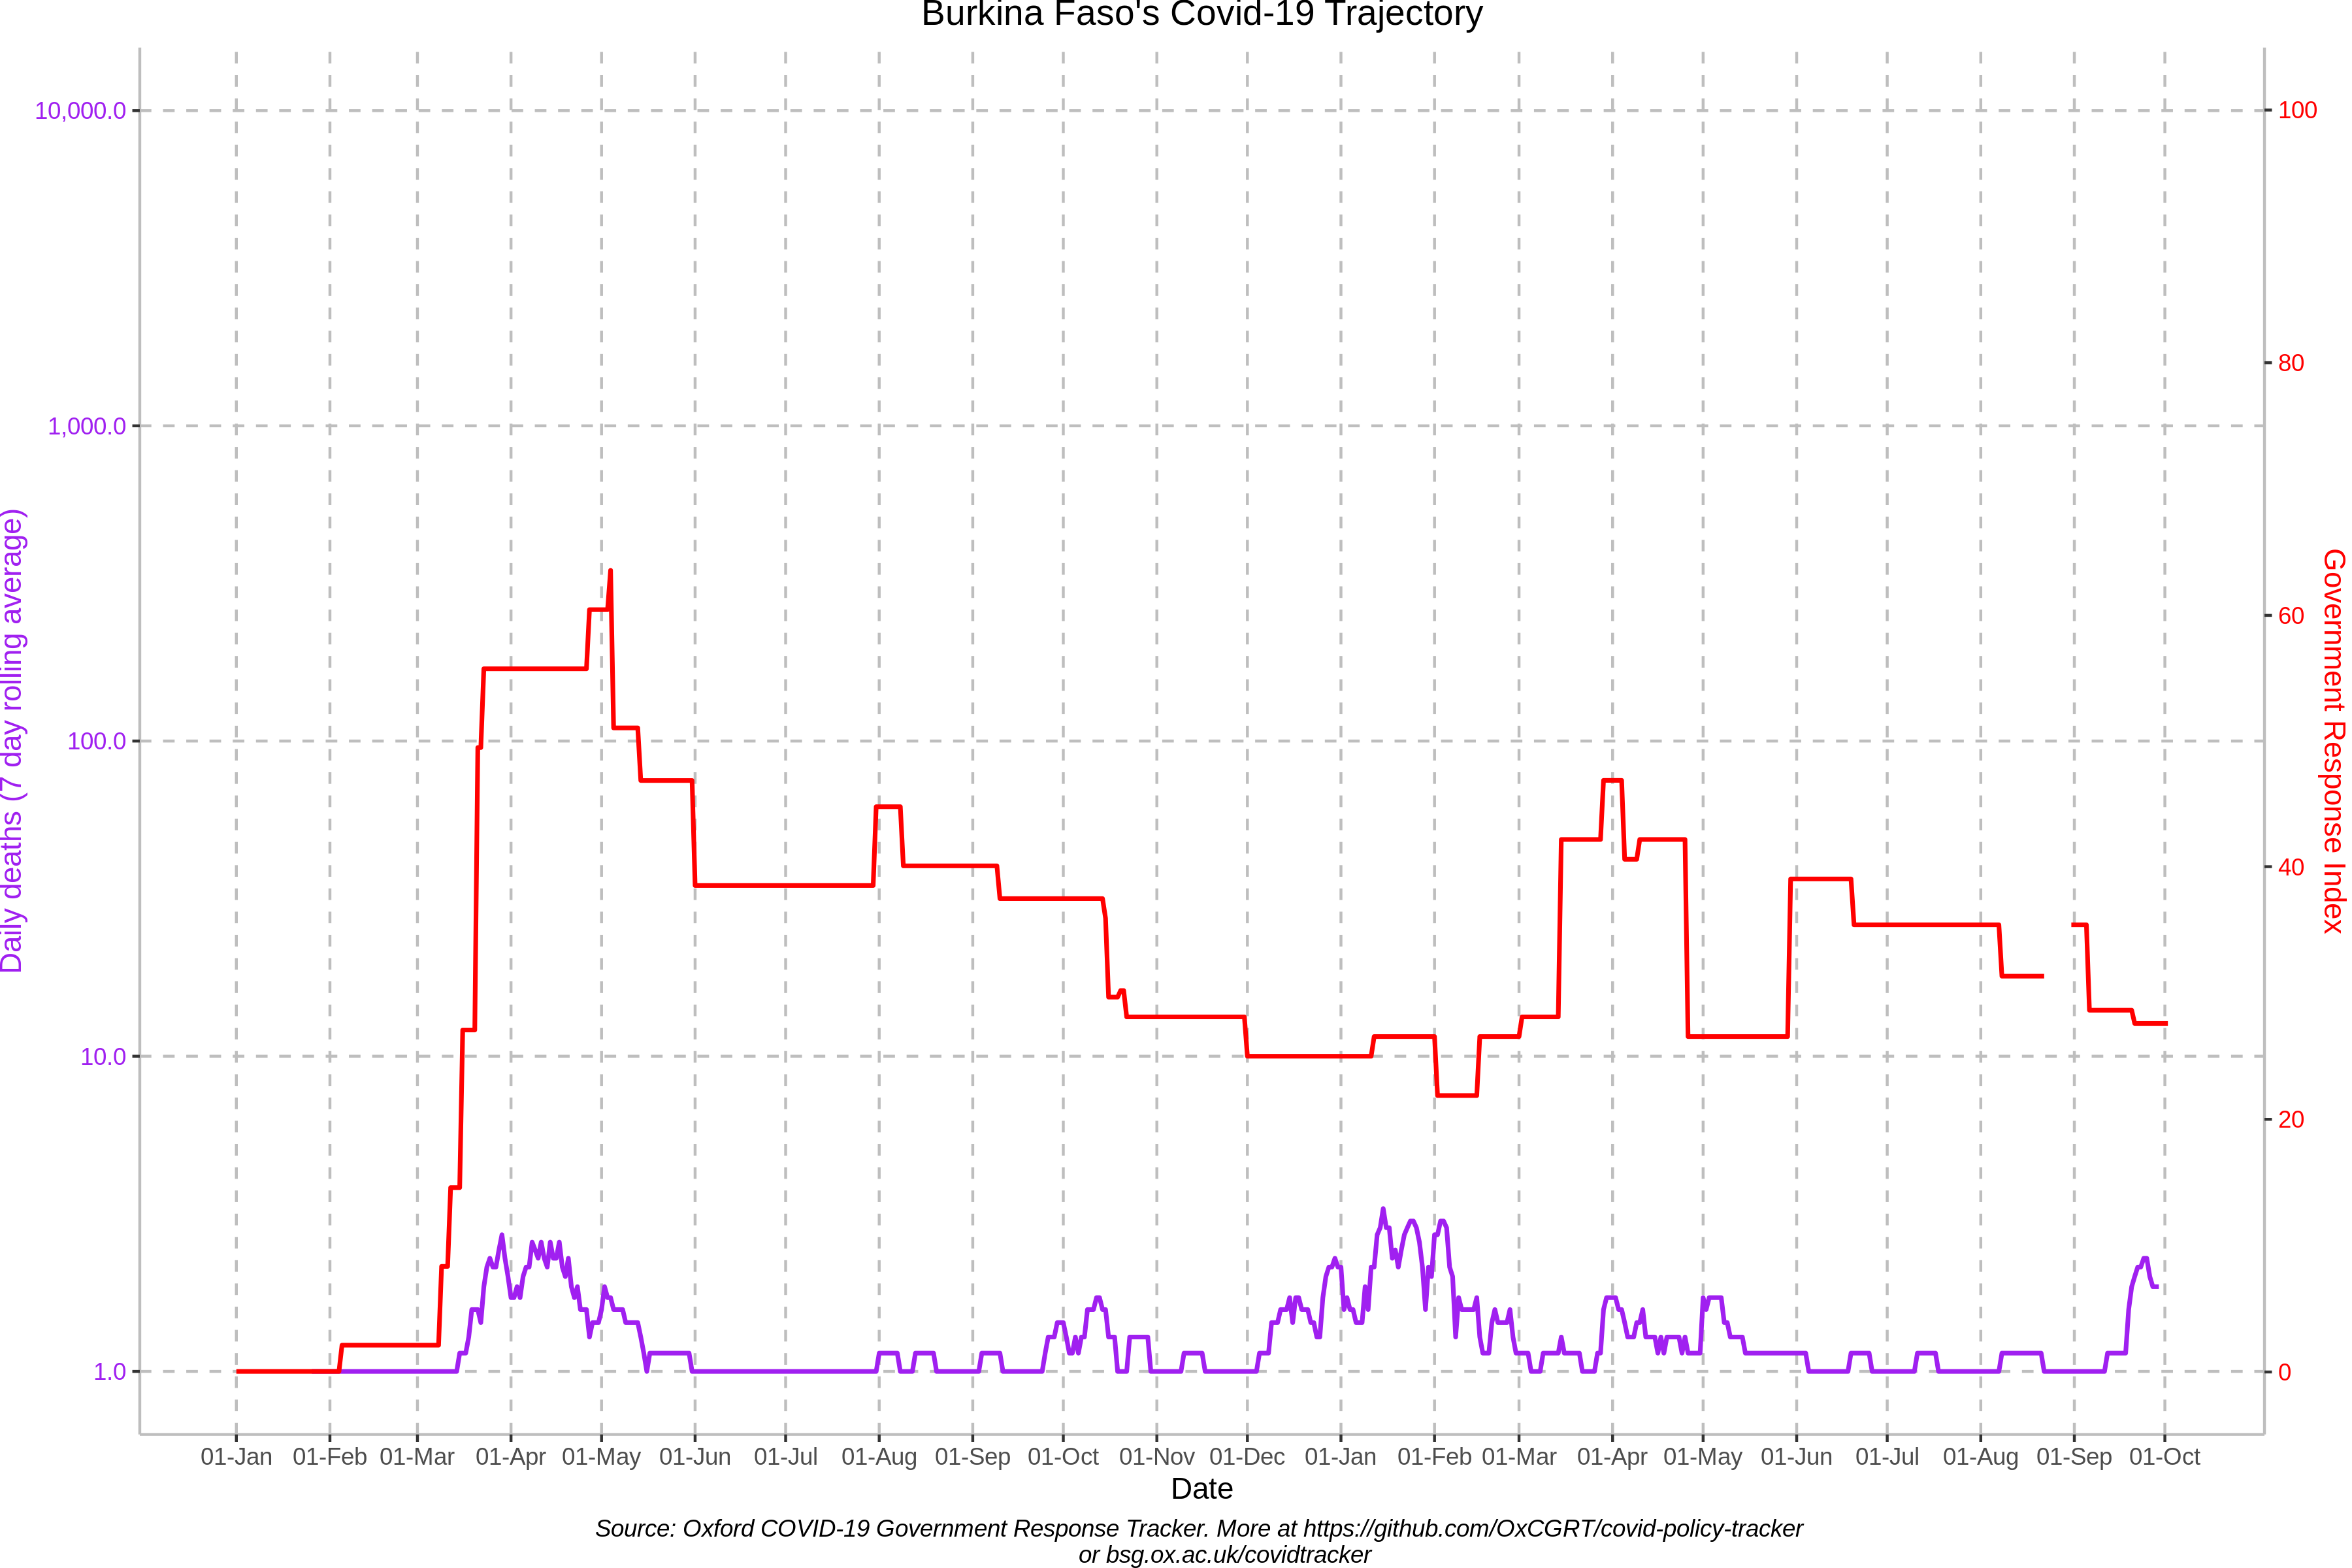 Burkina Faso's Covid-19 Trajectory
10,000.0
1,000.0
100.0
10.0
1.0
Daily deaths (7 day rolling average)
100
80
60
40
20
0
Government Response Index
01-Jan 01-Feb 01-Mar 01-Apr 01-May 01-Jun 01-Jul 01-Aug 01-Sep 01-Oct 01-Nov 01-Dec 01-Jan 01-Feb 01-Mar 01-Apr 01-May 01-Jun 01-Jul 01-Aug 01-Sep 01-Oct
Date
Source: Oxford COVID-19 Government Response Tracker. More at https://github.com/OxCGRT/covid-policy-tracker
or bsg.ox.ac.uk/covidtracker